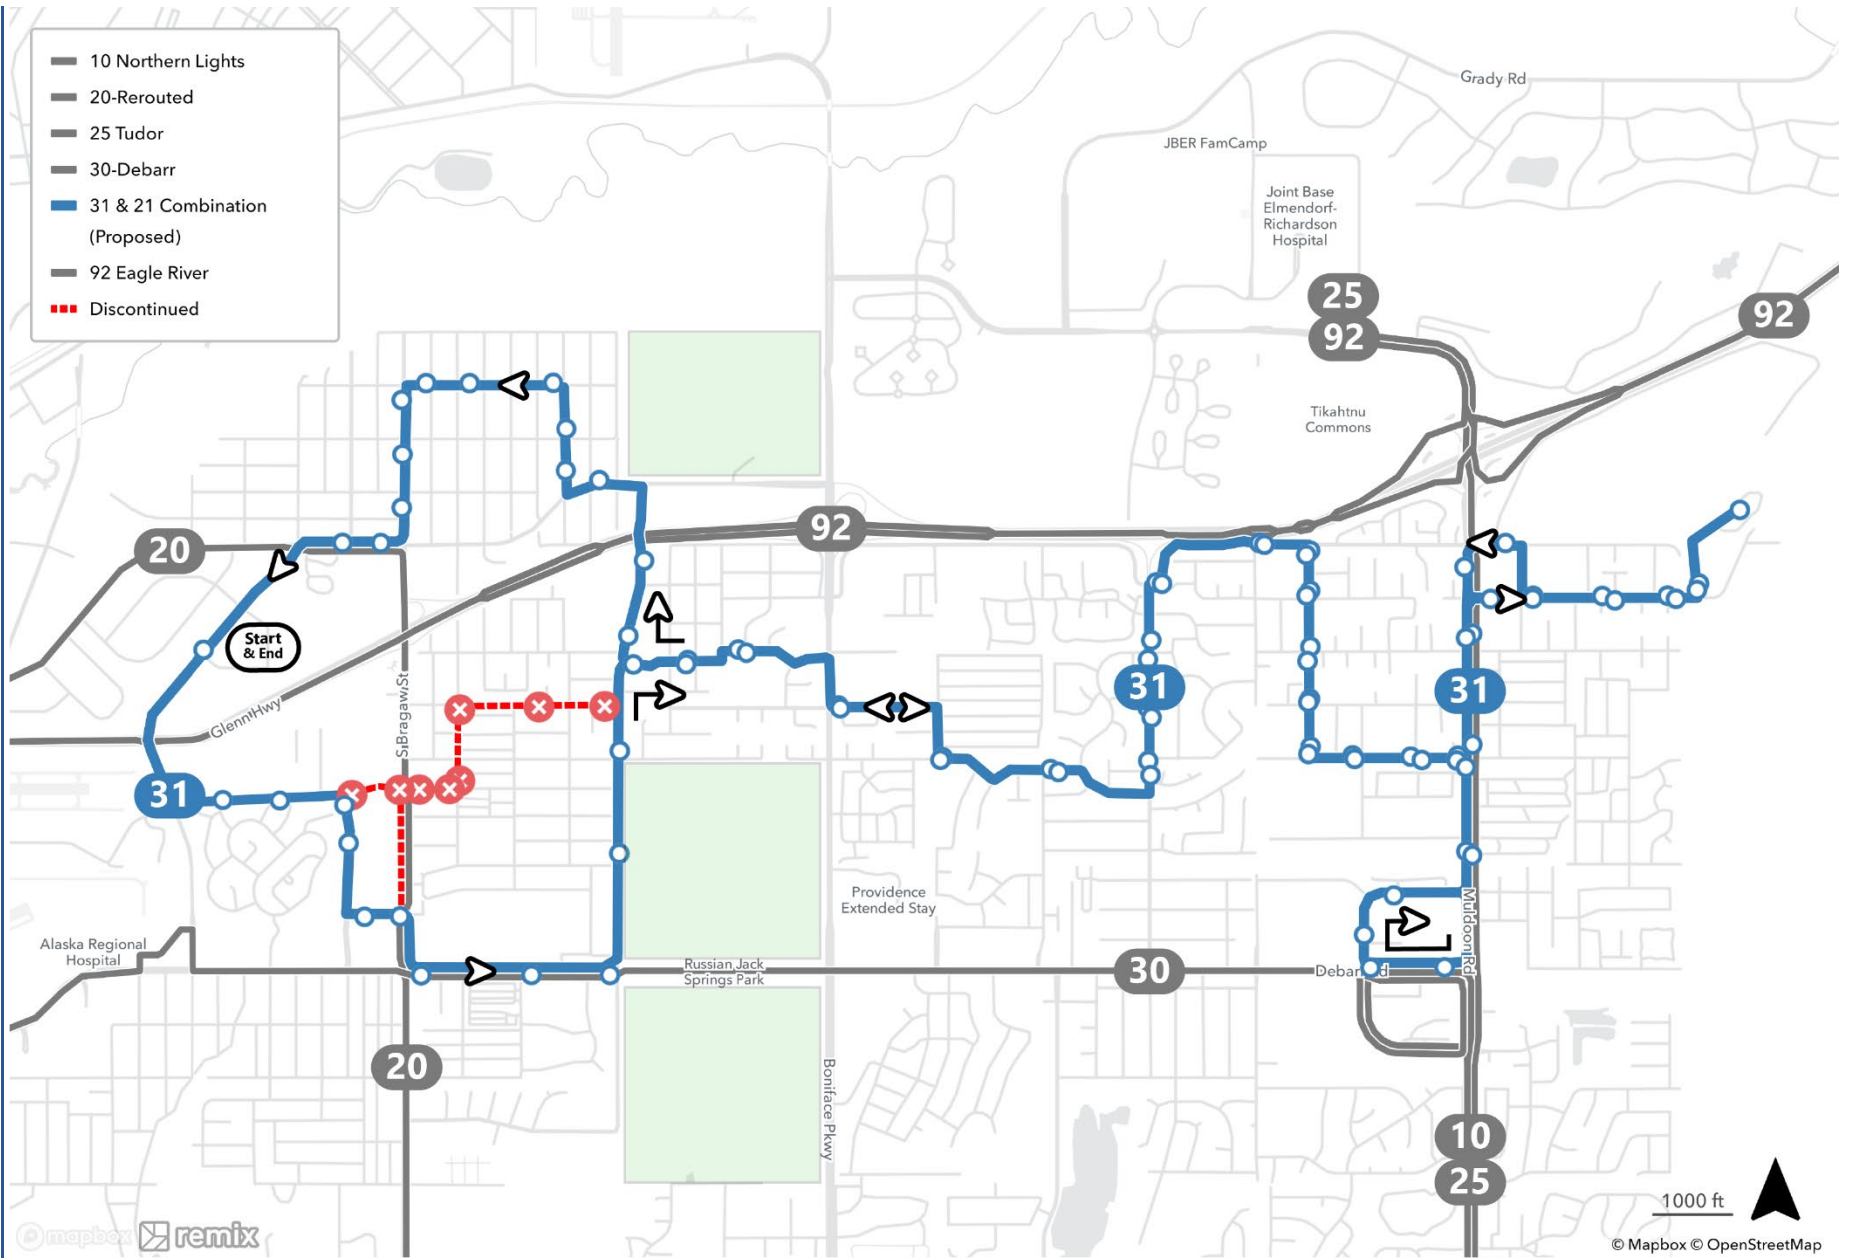 10 Northern Lights
20-Rerouted
25 Tudor
30-Debarr
31 & 21 Combination
(Proposed)
92 Eagle River
Discontinued
Grady Rd
JBER FamCamp
Joint Base
Elmendorf-
Richardson
Hospital
25
92
92
Tikahtnu
Commons
20
92
Start
& End
Glenn Hwy
S Bragaw St
31
31
31
Providence
Extended Stay
Muldoon Rd
Alaska Regional
Hospital
Russian Jack
Springs Park
30
Debarr Rd
20
Boniface Pkwy
10
25
1000 ft
mapbox
remix
© Mapbox © OpenStreetMap